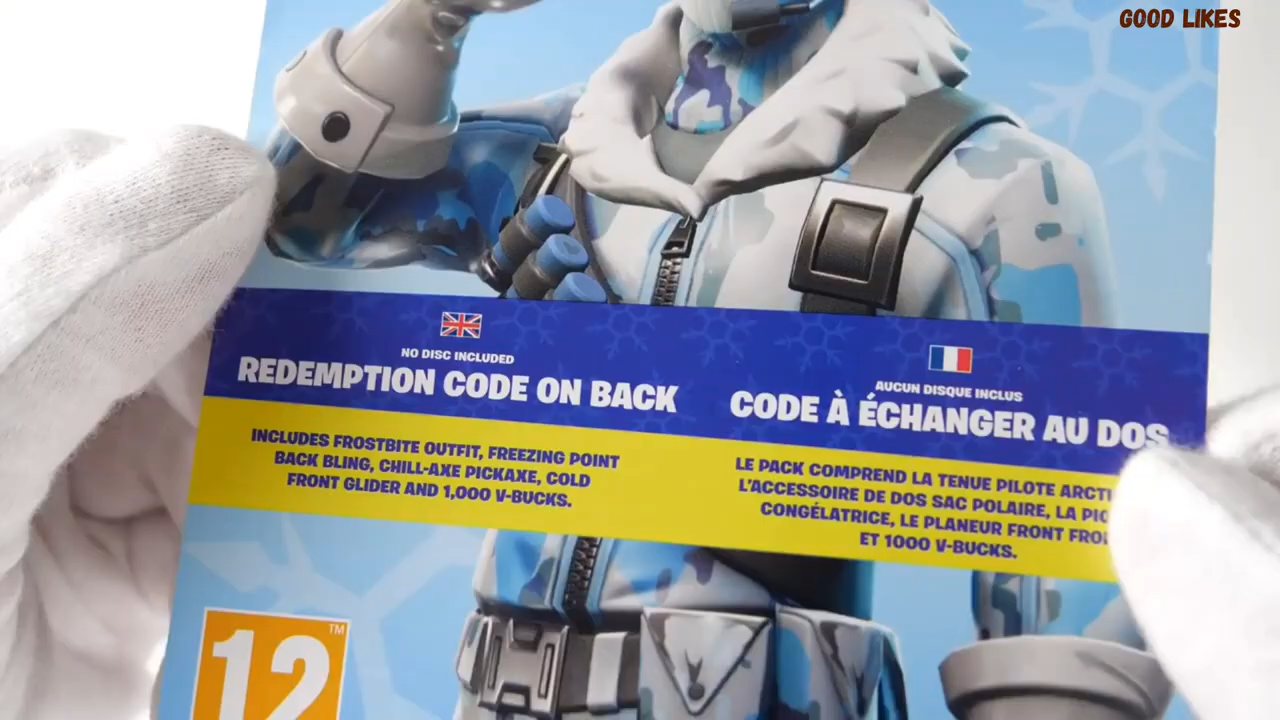 GOOD LIKES
NO DISC INCLUDED
REDEMPTION CODE ON BACK
INCLUDES FROSTBITE OUTFIT, FREEZING POINT
BACK BLING, CHILL-AXE PICKAXE, COLD
FRONT GLIDER AND 1,000 V-BUCKS.
AUCUN DISQUE INCLUS
CODE À ÉCHANGER AU DOS
LE PACK COMPREND LA TENUE PILOTE
L'ACCESSOIRE DE DOS SAC POLAIRE, LA
CONGÉLATRICE, LE PLANEUR FRONT
ET 1000 V-BUCKS.
12
TM